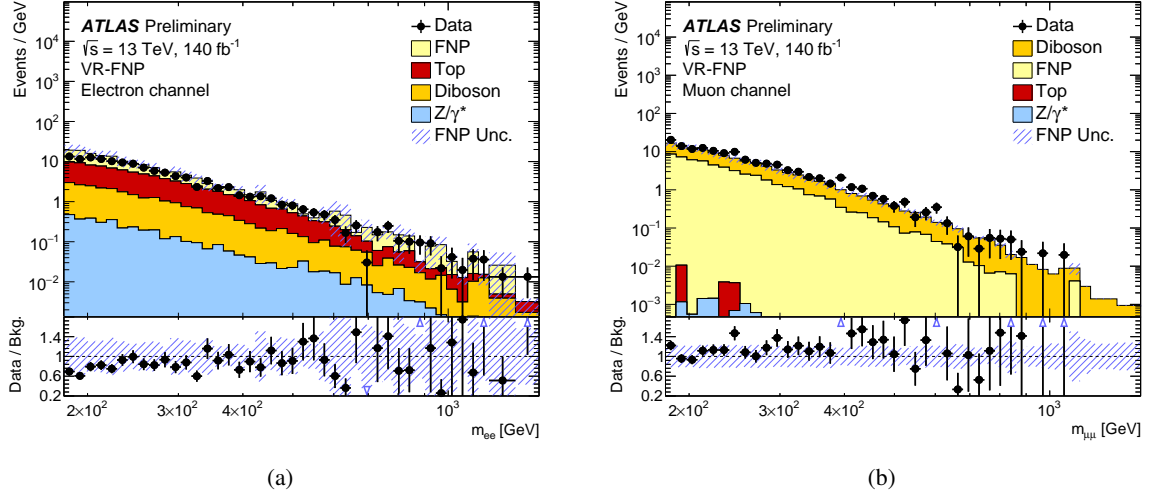 Events / GeV
10⁴
10³
10²
10
1
10⁻¹
10⁻²
10⁻³
ATLAS Preliminary
√s = 13 TeV, 140 fb⁻¹
VR-FNP
Electron channel
Data
FNP
Top
Diboson
Z/γ*
FNP Unc.
Data / Bkg.
1.4
1
0.6
0.2
2×10² 3×10² 4×10² 10³
m_ee [GeV]
(a)
Events / GeV
10⁴
10³
10²
10
1
10⁻¹
10⁻²
10⁻³
ATLAS Preliminary
√s = 13 TeV, 140 fb⁻¹
VR-FNP
Muon channel
Data
Diboson
FNP
Top
Z/γ*
FNP Unc.
Data / Bkg.
1.4
1
0.6
0.2
2×10² 3×10² 4×10² 10³
m_μμ [GeV]
(b)